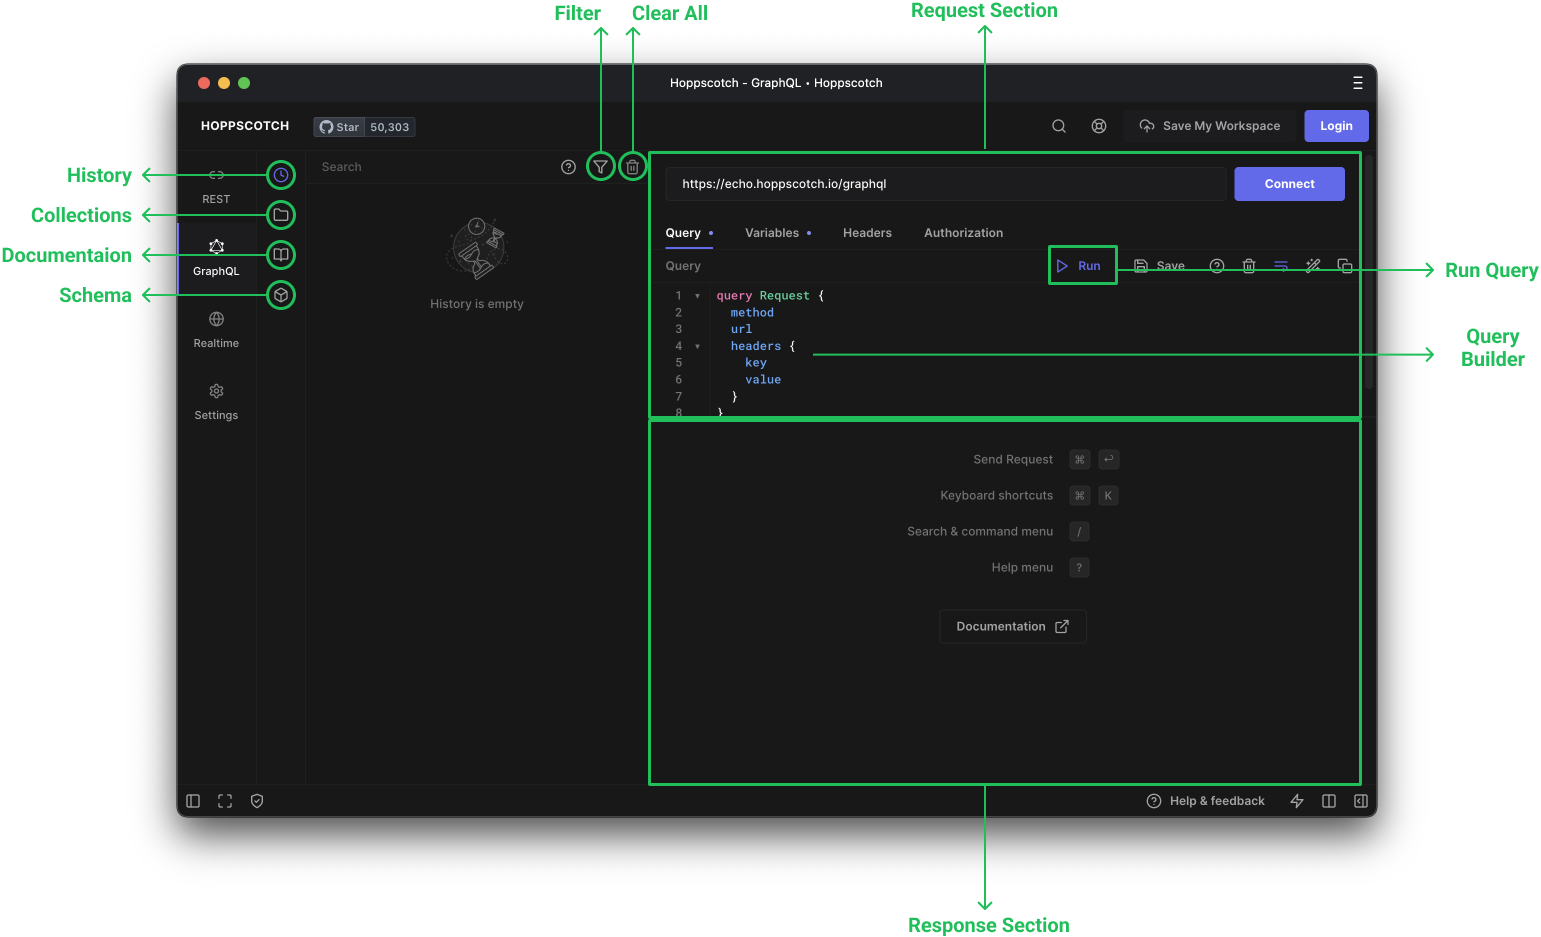 Filter
Clear All
Request Section
Hoppscotch - GraphQL • Hoppscotch
HOPPSCOTCH
Star 50,303
Save My Workspace
Login
History
Collections
Documentaion
Schema
REST
GraphQL
Realtime
Settings
Search
History is empty
https://echo.hoppscotch.io/graphql
Connect
Query
Variables
Headers
Authorization
Query
Run
Save
Run Query
1 query Request {
2 method
3 url
4 headers {
5 key
6 value
7 }
8 }
Query
Builder
Send Request ⌘ ↩
Keyboard shortcuts ⌘ K
Search & command menu /
Help menu ?
Documentation
Help & feedback
Response Section